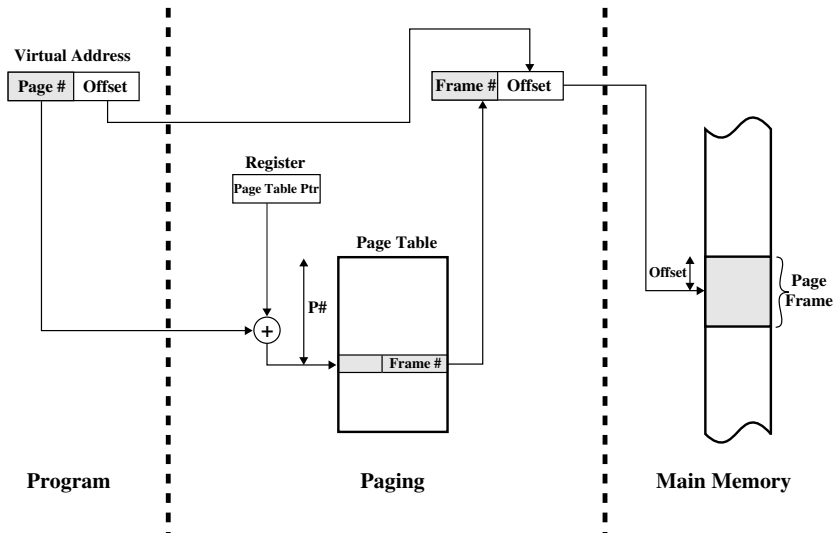 Virtual Address
Page # Offset
Frame # Offset
Register
Page Table Ptr
Page Table
P#
+
Frame #
Offset
Page
Frame
Program
Paging
Main Memory